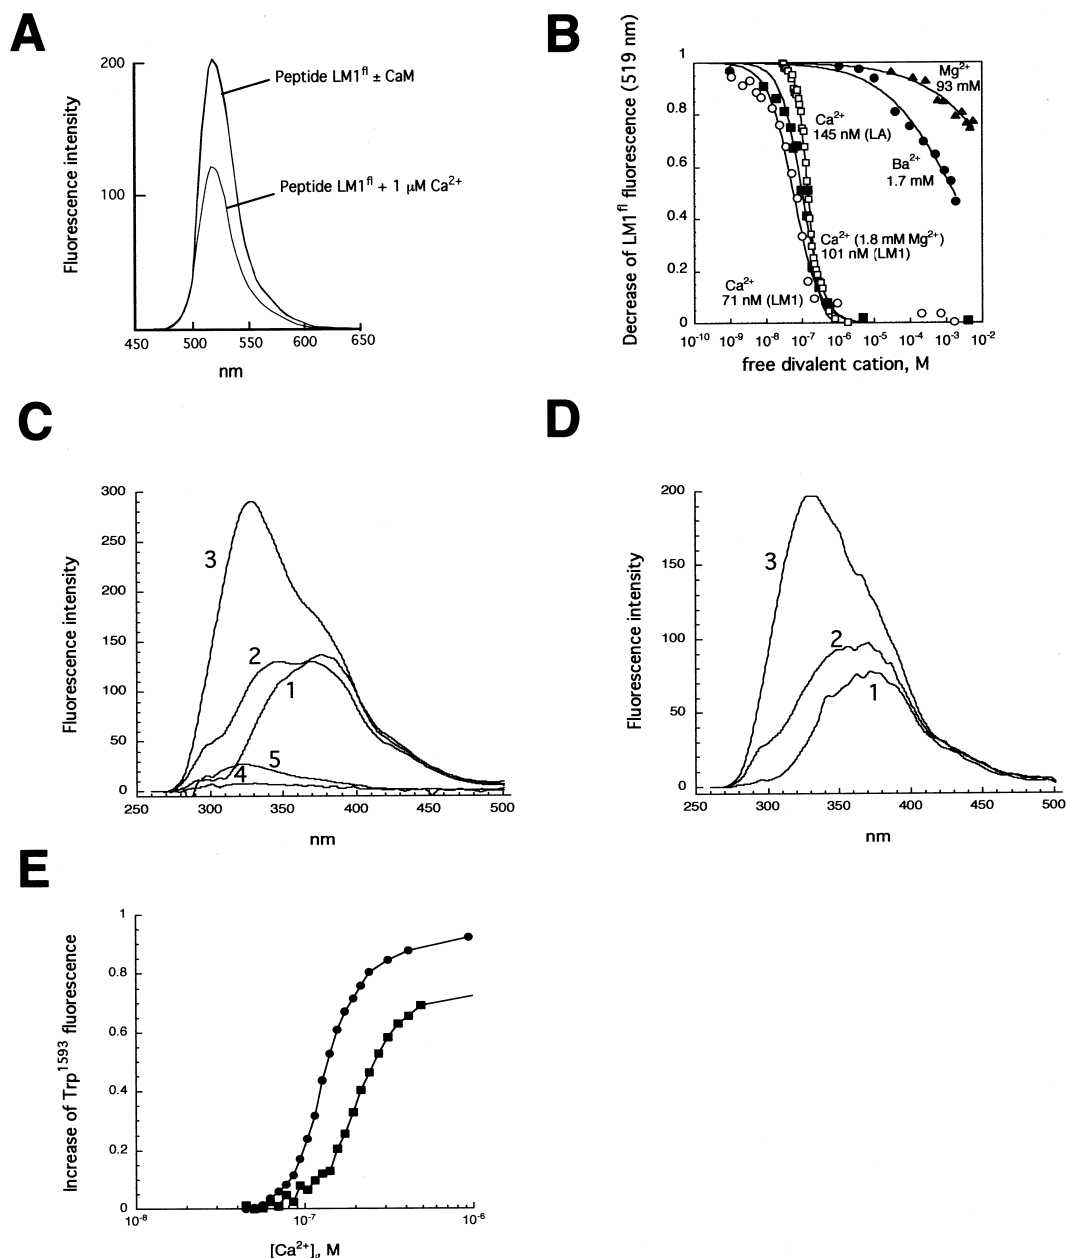 A
Fluorescence intensity
200
100
Peptide LM1fl ± CaM
Peptide LM1fl + 1 µM Ca2+
450 500 550 600 650
nm
B
Decrease of LM1fl fluorescence (519 nm)
1
0.8
0.6
0.4
0.2
0
Mg2+
93 mM
Ca2+
145 nM (LA)
Ba2+
1.7 mM
Ca2+ (1.8 mM Mg2+)
101 nM (LM1)
Ca2+
71 nM (LM1)
10-10 10-9 10-8 10-7 10-6 10-5 10-4 10-3 10-2
free divalent cation, M
C
Fluorescence intensity
300
200
150
100
50
0
3
2
1
5
4
250 300 350 400 450 500
nm
D
Fluorescence intensity
200
150
100
50
0
3
2
1
250 300 350 400 450 500
nm
E
Increase of Trp1593 fluorescence
1
0.8
0.6
0.4
0.2
0
10-8 10-7 10-6
[Ca2+]i, M